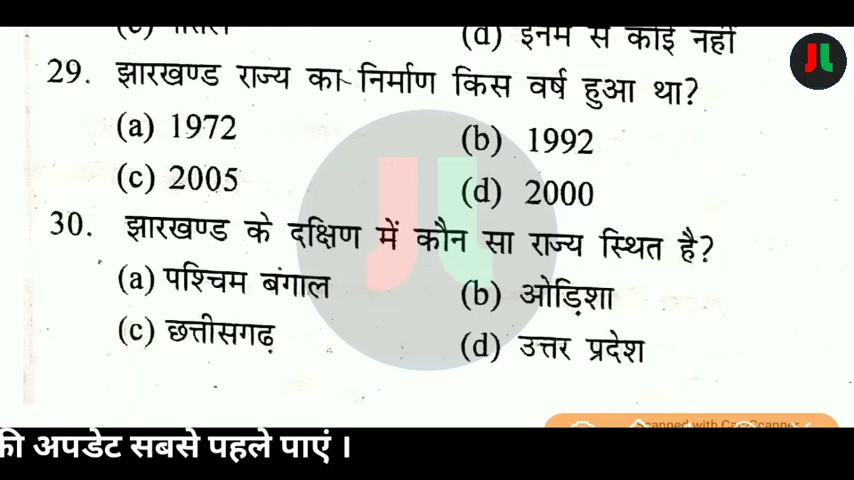 (d) इनमें से कोई नहीं
29. झारखण्ड राज्य का निर्माण किस वर्ष हुआ था?
(a) 1972 (b) 1992
(c) 2005 (d) 2000
30. झारखण्ड के दक्षिण में कौन सा राज्य स्थित है?
(a) पश्चिम बंगाल (b) ओड़िशा
(c) छत्तीसगढ़ (d) उत्तर प्रदेश
की अपडेट सबसे पहले पाएं ।